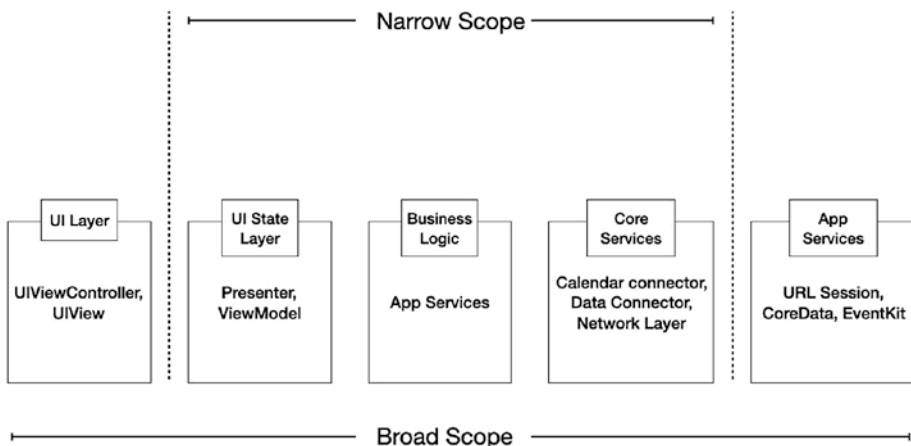 Narrow Scope
UI Layer
UIViewController,
UIView
UI State
Layer
Presenter,
ViewModel
Business
Logic
App Services
Core
Services
Calendar connector,
Data Connector,
Network Layer
App
Services
URL Session,
CoreData, EventKit
Broad Scope